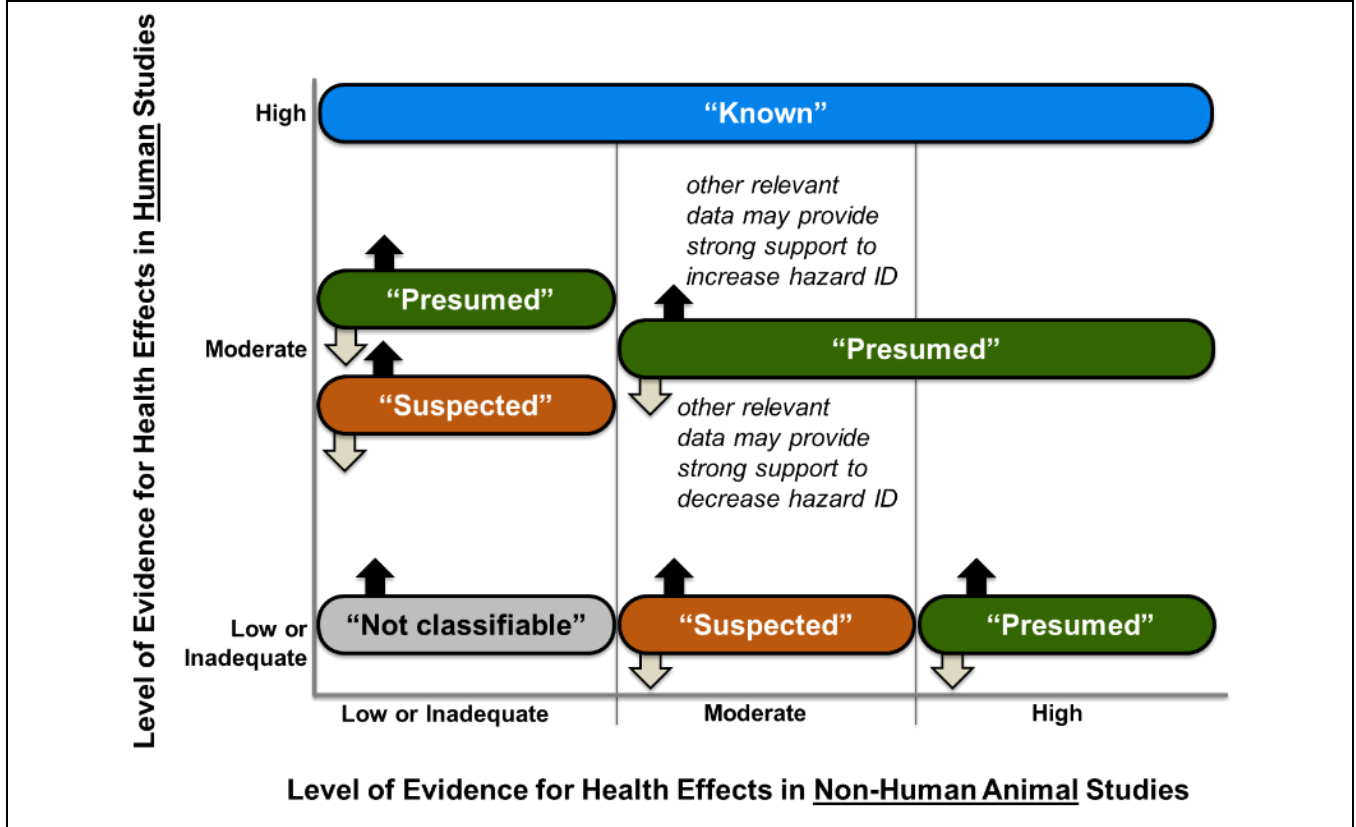 Level of Evidence for Health Effects in Human Studies
High
“Known”
other relevant
data may provide
strong support to
increase hazard ID
“Presumed”
Moderate
“Presumed”
“Suspected”
other relevant
data may provide
strong support to
decrease hazard ID
Low or
Inadequate
“Not classifiable”
“Suspected”
“Presumed”
Low or Inadequate
Moderate
High
Level of Evidence for Health Effects in Non-Human Animal Studies